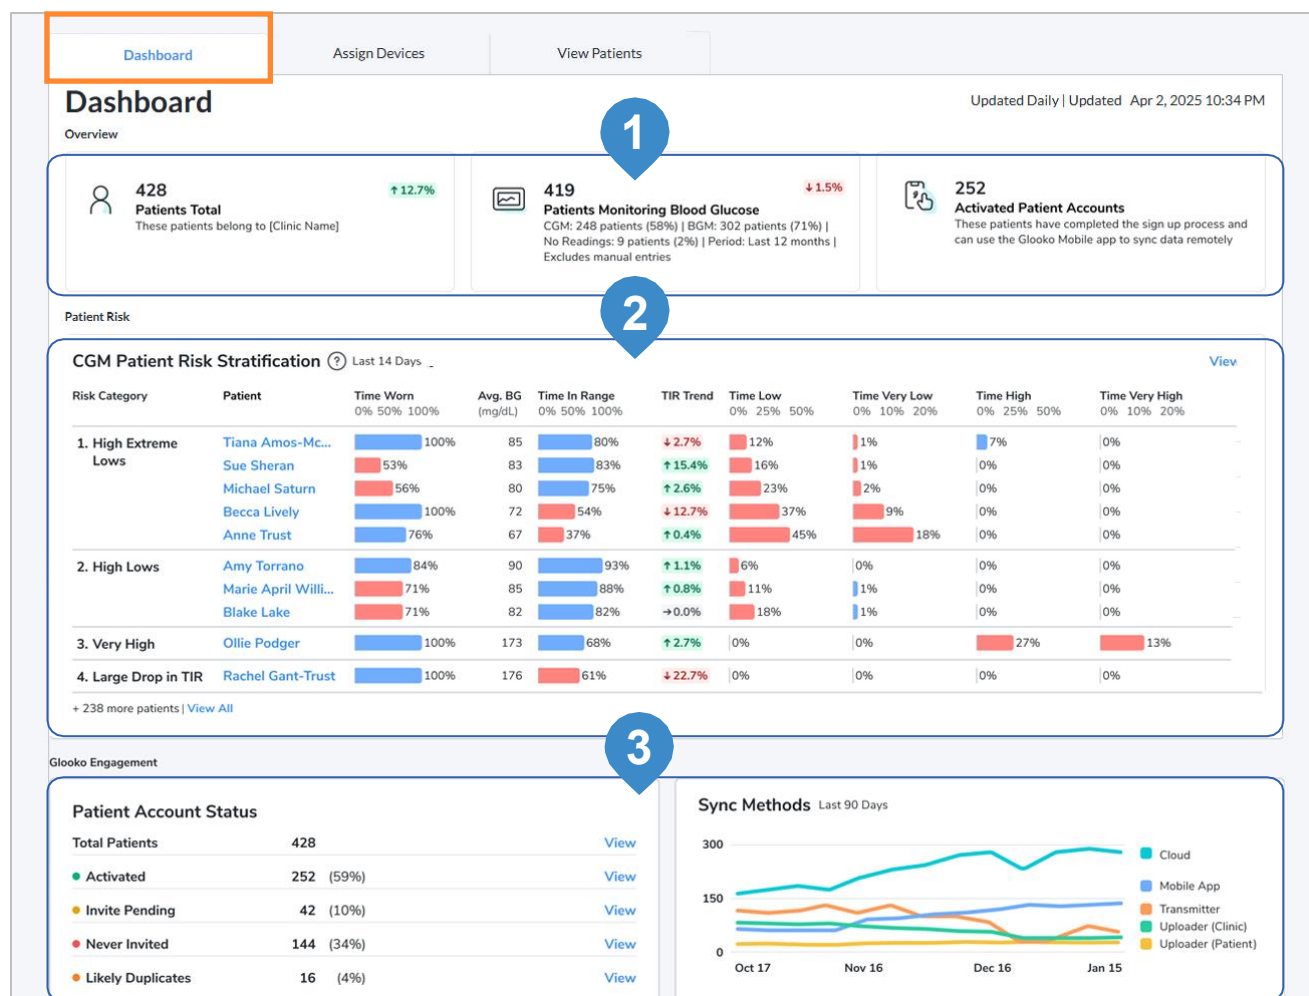 Dashboard
Assign Devices
View Patients
Dashboard
Updated Daily | Updated Apr 2, 2025 10:34 PM
Overview
1
428
↑12.7%
Patients Total
These patients belong to [Clinic Name]
419
↓1.5%
Patients Monitoring Blood Glucose
CGM: 248 patients (58%) | BGM: 302 patients (71%) |
No Readings: 9 patients (2%) | Period: Last 12 months |
Excludes manual entries
252
Activated Patient Accounts
These patients have completed the sign up process and
can use the Glooko Mobile app to sync data remotely
2
Patient Risk
CGM Patient Risk Stratification ? Last 14 Days
View
Risk Category Patient Time Worn Avg. BG Time In Range TIR Trend Time Low Time Very Low Time High Time Very High
0% 50% 100% (mg/dL) 0% 50% 100% 0% 25% 50% 0% 10% 20% 0% 25% 50% 0% 10% 20%
1. High Extreme Tiana Amos-Mc... 100% 85 80% ↓2.7% 12% 1% 7% 0%
Lows Sue Sheran 53% 83 83% ↑15.4% 16% 1% 0% 0%
Michael Saturn 56% 80 75% ↑2.6% 23% 2% 0% 0%
Becca Lively 100% 72 54% ↓12.7% 37% 9% 0% 0%
Anne Trust 76% 67 37% ↑0.4% 45% 18% 0% 0%
2. High Lows Amy Torrano 84% 90 93% ↑1.1% 6% 0% 0% 0%
Marie April Willi... 71% 85 88% ↑0.8% 11% 1% 0% 0%
Blake Lake 71% 82 82% →0.0% 18% 1% 0% 0%
3. Very High Ollie Podger 100% 173 68% ↑2.7% 0% 0% 27% 13%
4. Large Drop in TIR Rachel Gant-Trust 100% 176 61% ↓22.7% 0% 0% 0% 0%
+ 238 more patients | View All
3
Glooko Engagement
Patient Account Status
Total Patients 428 View
Activated 252 (59%) View
Invite Pending 42 (10%) View
Never Invited 144 (34%) View
Likely Duplicates 16 (4%) View
Sync Methods Last 90 Days
300
150
0
Oct 17 Nov 16 Dec 16 Jan 15
Cloud
Mobile App
Transmitter
Uploader (Clinic)
Uploader (Patient)